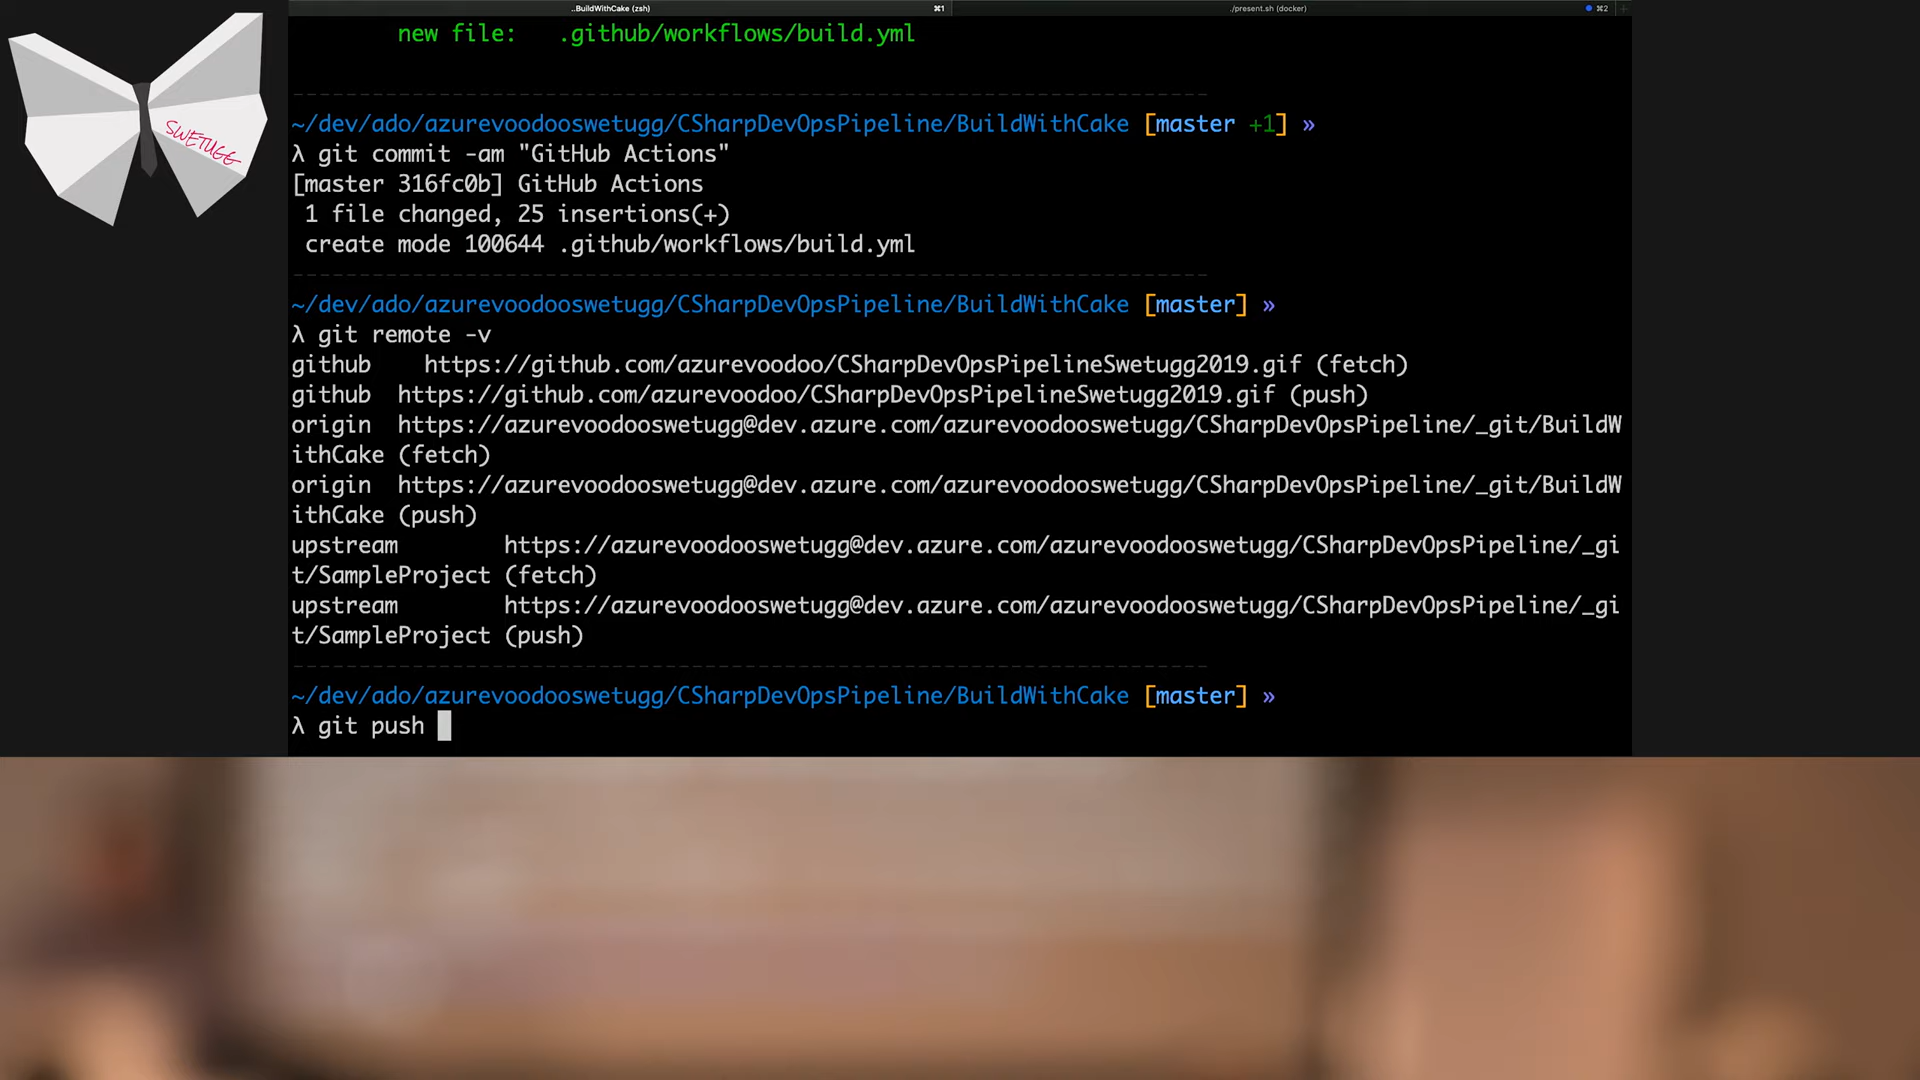 ..BuildWithCake (zsh) ⌘1 ./present.sh (docker) ⌘2
SWETUGG
new file: .github/workflows/build.yml
~/dev/ado/azurevoodooswetugg/CSharpDevOpsPipeline/BuildWithCake [master +1] »
λ git commit -am "GitHub Actions"
[master 316fc0b] GitHub Actions
1 file changed, 25 insertions(+)
create mode 100644 .github/workflows/build.yml
~/dev/ado/azurevoodooswetugg/CSharpDevOpsPipeline/BuildWithCake [master] »
λ git remote -v
github https://github.com/azurevoodoo/CSharpDevOpsPipelineSwetugg2019.gif (fetch)
github https://github.com/azurevoodoo/CSharpDevOpsPipelineSwetugg2019.gif (push)
origin https://azurevoodooswetugg@dev.azure.com/azurevoodooswetugg/CSharpDevOpsPipeline/_git/BuildW
ithCake (fetch)
origin https://azurevoodooswetugg@dev.azure.com/azurevoodooswetugg/CSharpDevOpsPipeline/_git/BuildW
ithCake (push)
upstream https://azurevoodooswetugg@dev.azure.com/azurevoodooswetugg/CSharpDevOpsPipeline/_gi
t/SampleProject (fetch)
upstream https://azurevoodooswetugg@dev.azure.com/azurevoodooswetugg/CSharpDevOpsPipeline/_gi
t/SampleProject (push)
~/dev/ado/azurevoodooswetugg/CSharpDevOpsPipeline/BuildWithCake [master] »
λ git push